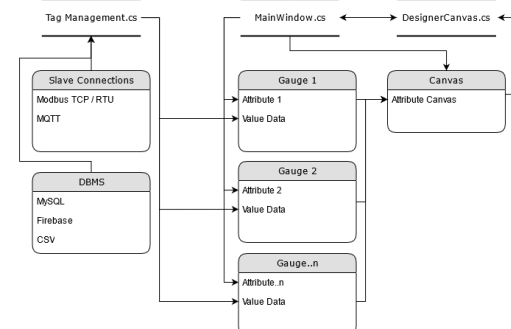 Tag Management.cs
MainWindow.cs
DesignerCanvas.cs
Slave Connections
Modbus TCP / RTU
MQTT
DBMS
MySQL
Firebase
CSV
Gauge 1
Attribute 1
Value Data
Gauge 2
Attribute 2
Value Data
Gauge..n
Attribute..n
Value Data
Canvas
Attribute Canvas